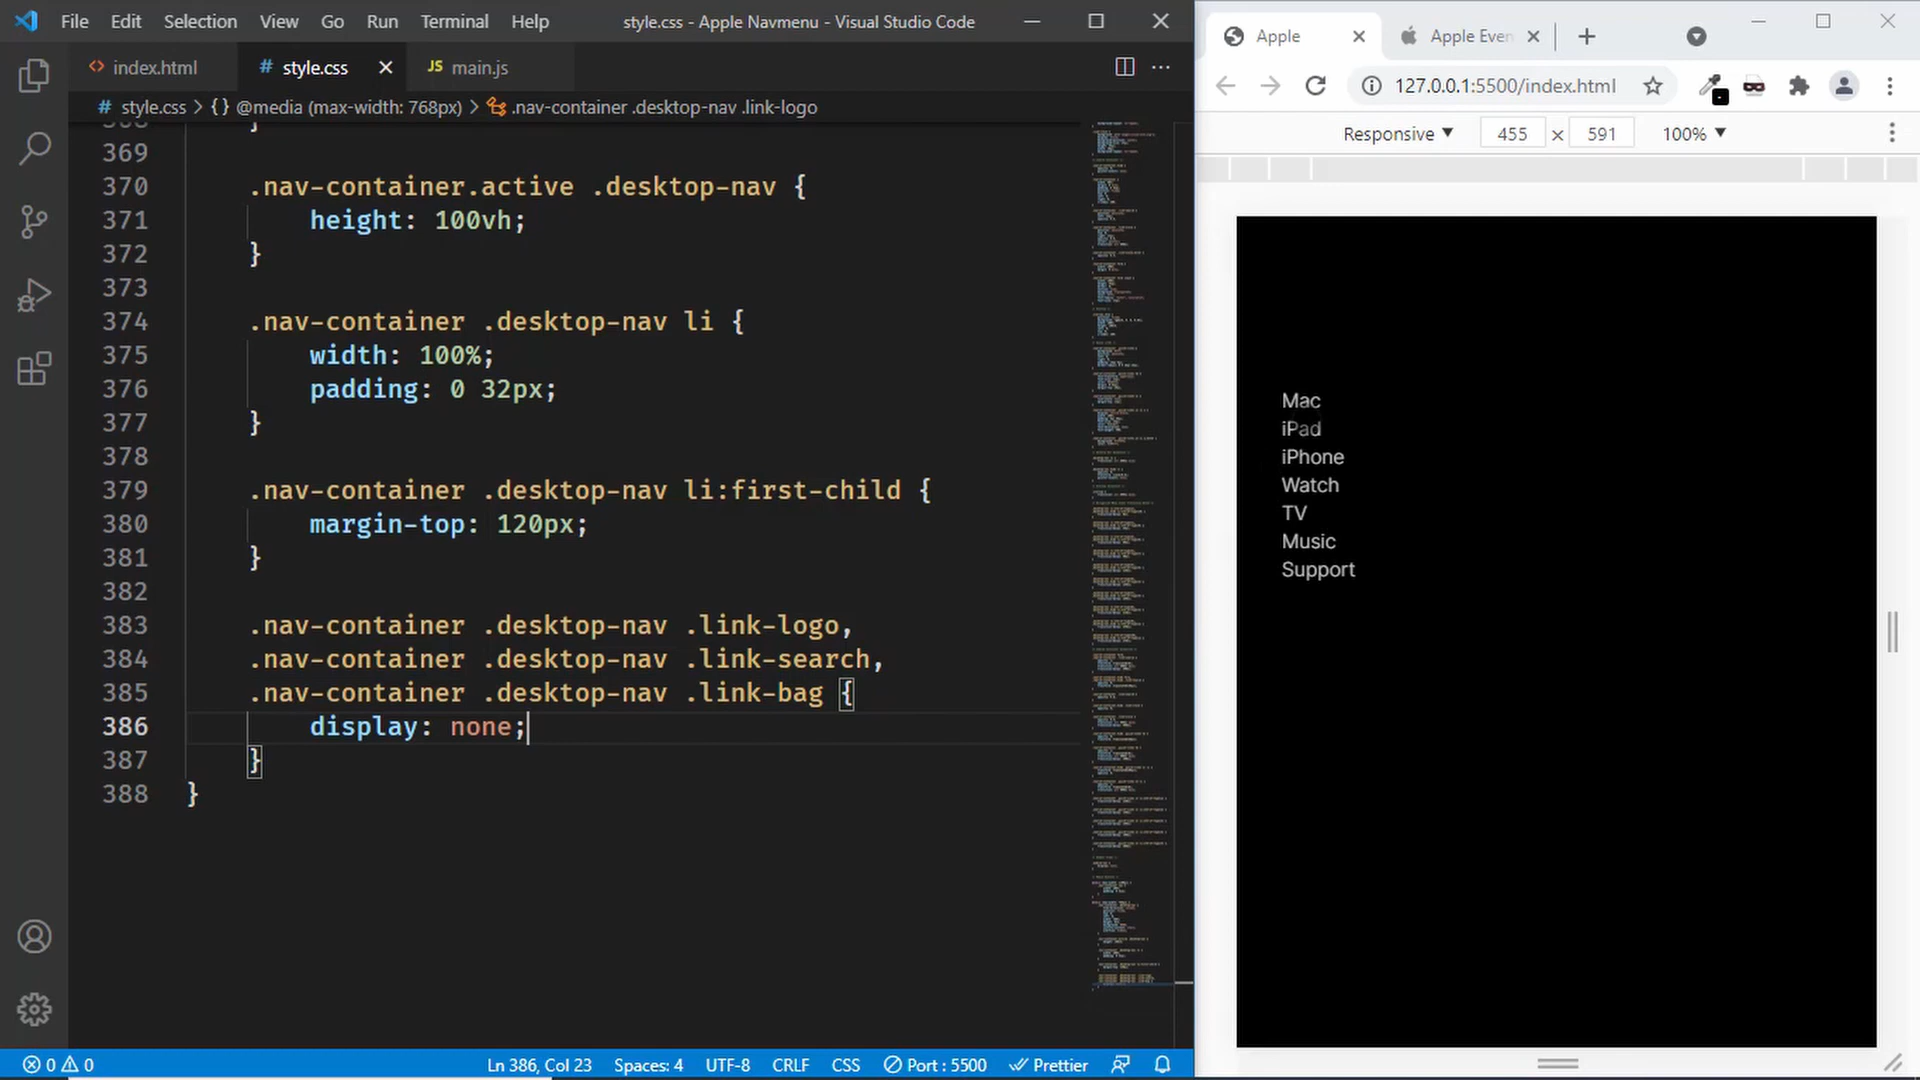 File Edit Selection View Go Run Terminal Help style.css - Apple Navmenu - Visual Studio Code
index.html style.css JS main.js
# style.css > {} @media (max-width: 768px) > .nav-container .desktop-nav .link-logo
369
370 .nav-container.active .desktop-nav {
371 height: 100vh;
372 }
373
374 .nav-container .desktop-nav li {
375 width: 100%;
376 padding: 0 32px;
377 }
378
379 .nav-container .desktop-nav li:first-child {
380 margin-top: 120px;
381 }
382
383 .nav-container .desktop-nav .link-logo,
384 .nav-container .desktop-nav .link-search,
385 .nav-container .desktop-nav .link-bag {
386 display: none;
387 }
388 }
0 0 Ln 386, Col 23 Spaces: 4 UTF-8 CRLF CSS Port : 5500 Prettier
Apple Apple Even
127.0.0.1:5500/index.html
Responsive 455 × 591 100%
Mac
iPad
iPhone
Watch
TV
Music
Support